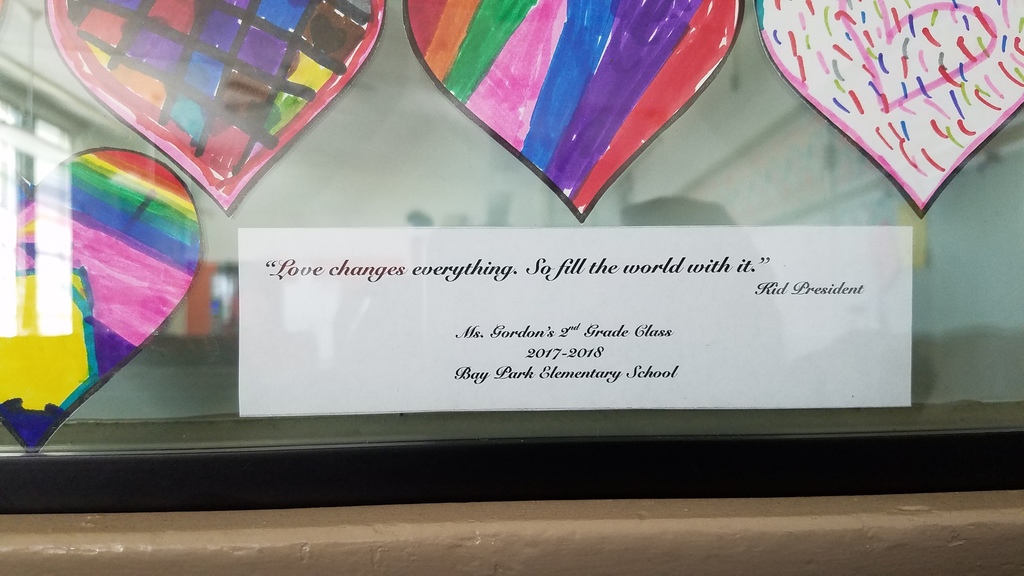 “Love changes everything. So fill the world with it.”
Kid President
Ms. Gordon’s 2nd Grade Class
2017-2018
Bay Park Elementary School